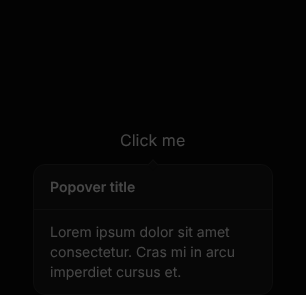 Click me
Popover title
Lorem ipsum dolor sit amet
consectetur. Cras mi in arcu
imperdiet cursus et.